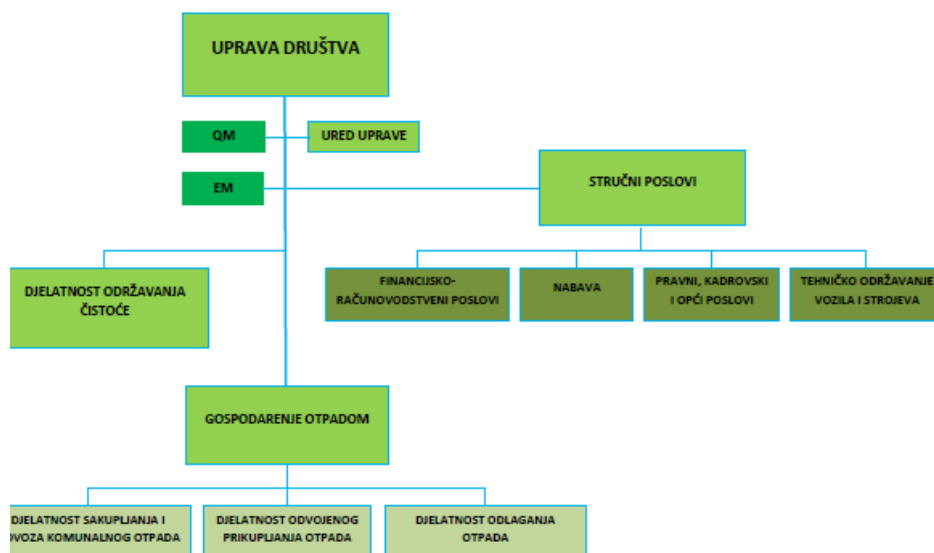 UPRAVA DRUŠTVA
QM
URED UPRAVE
EM
STRUČNI POSLOVI
DJELATNOST ODRŽAVANJA
ČISTOĆE
FINANCIJSKO-
RAČUNOVODSTVENI POSLOVI
NABAVA
PRAVNI, KADROVSKI
I OPĆI POSLOVI
TEHNIČKO ODRŽAVANJE
VOZILA I STROJEVA
GOSPODARENJE OTPADOM
DJELATNOST SAKUPLJANJA I
KOMUNALNOG OTPADA
DJELATNOST ODVOJENOG
PRIKUPLJANJA OTPADA
DJELATNOST ODLAGANJA
OTPADA